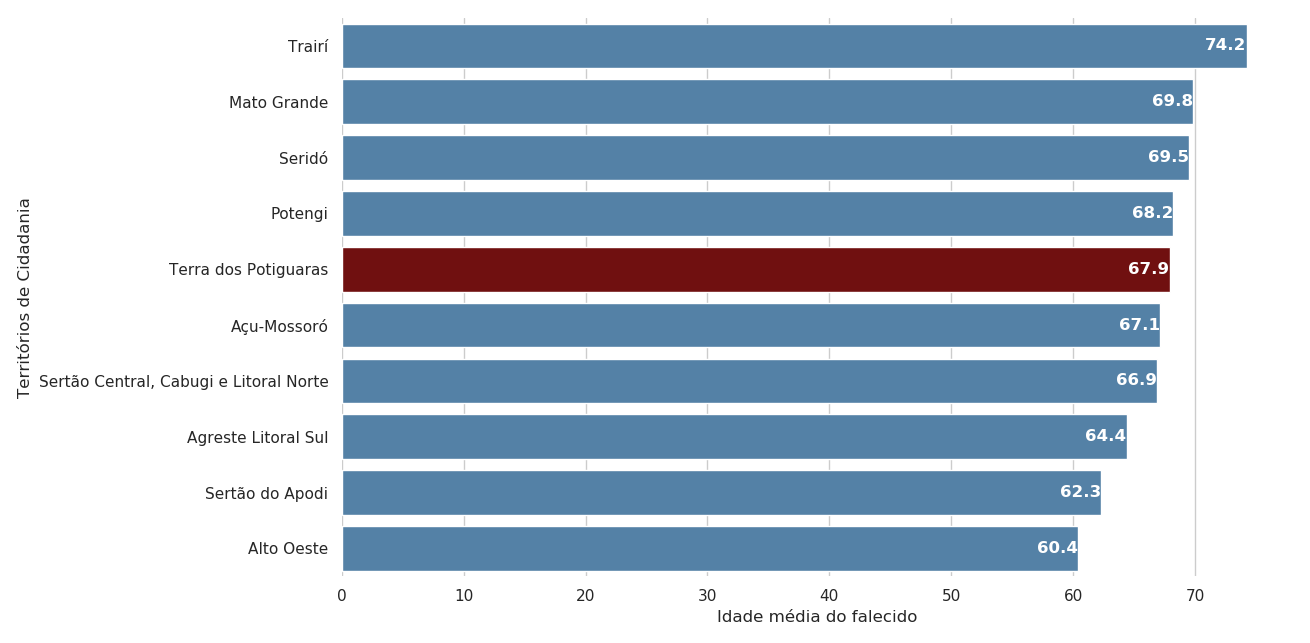 Territórios de Cidadania
Trairí 74.2
Mato Grande 69.8
Seridó 69.5
Potengi 68.2
Terra dos Potiguaras 67.9
Açu-Mossoró 67.1
Sertão Central, Cabugi e Litoral Norte 66.9
Agreste Litoral Sul 64.4
Sertão do Apodi 62.3
Alto Oeste 60.4
0 10 20 30 40 50 60 70
Idade média do falecido